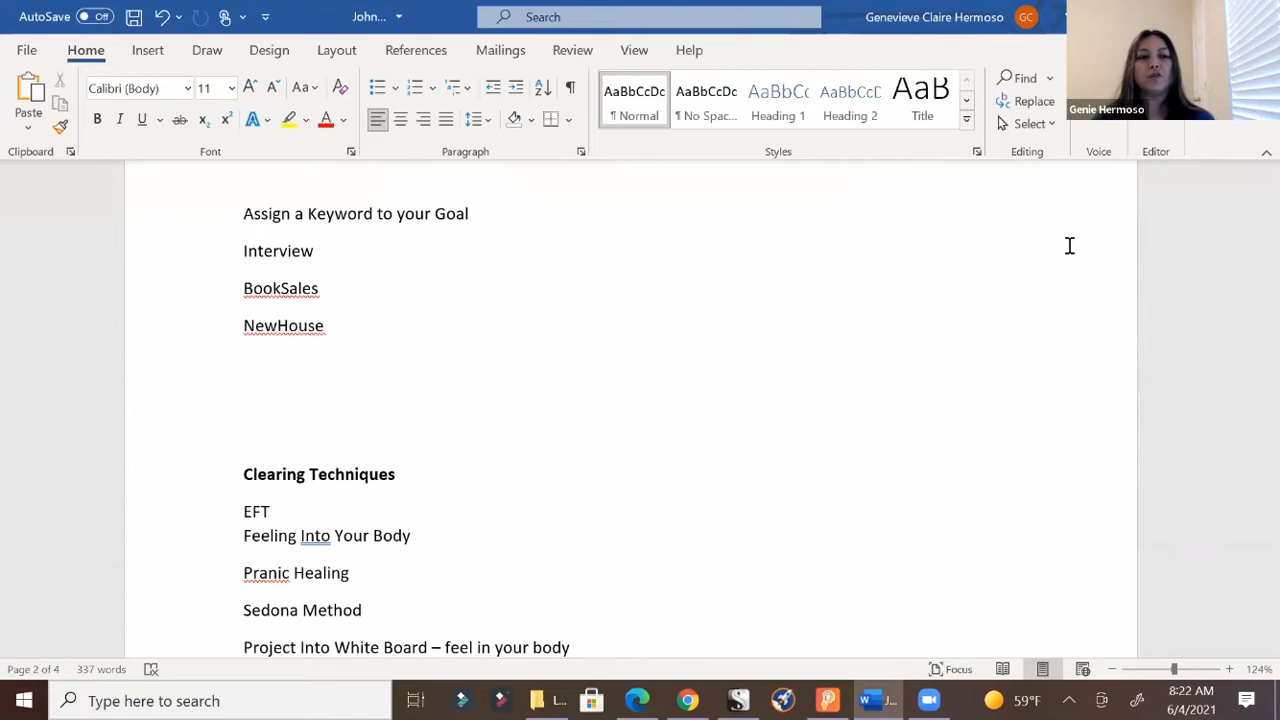 AutoSave Off John... Search Genevieve Claire Hermoso GC
File Home Insert Draw Design Layout References Mailings Review View Help
Paste Calibri (Body) 11 Aa AaBbCcDc AaBbCcDc AaBbCc AaBbCcD AaB Find
¶ Normal ¶ No Spac... Heading 1 Heading 2 Title Replace
Select
Genie Hermoso
Clipboard Font Paragraph Styles Editing Voice Editor
Assign a Keyword to your Goal
Interview
BookSales
NewHouse
Clearing Techniques
EFT
Feeling Into Your Body
Pranic Healing
Sedona Method
Project Into White Board – feel in your body
Page 2 of 4 337 words Focus 124%
Type here to search L... J... 59°F 8:22 AM
6/4/2021